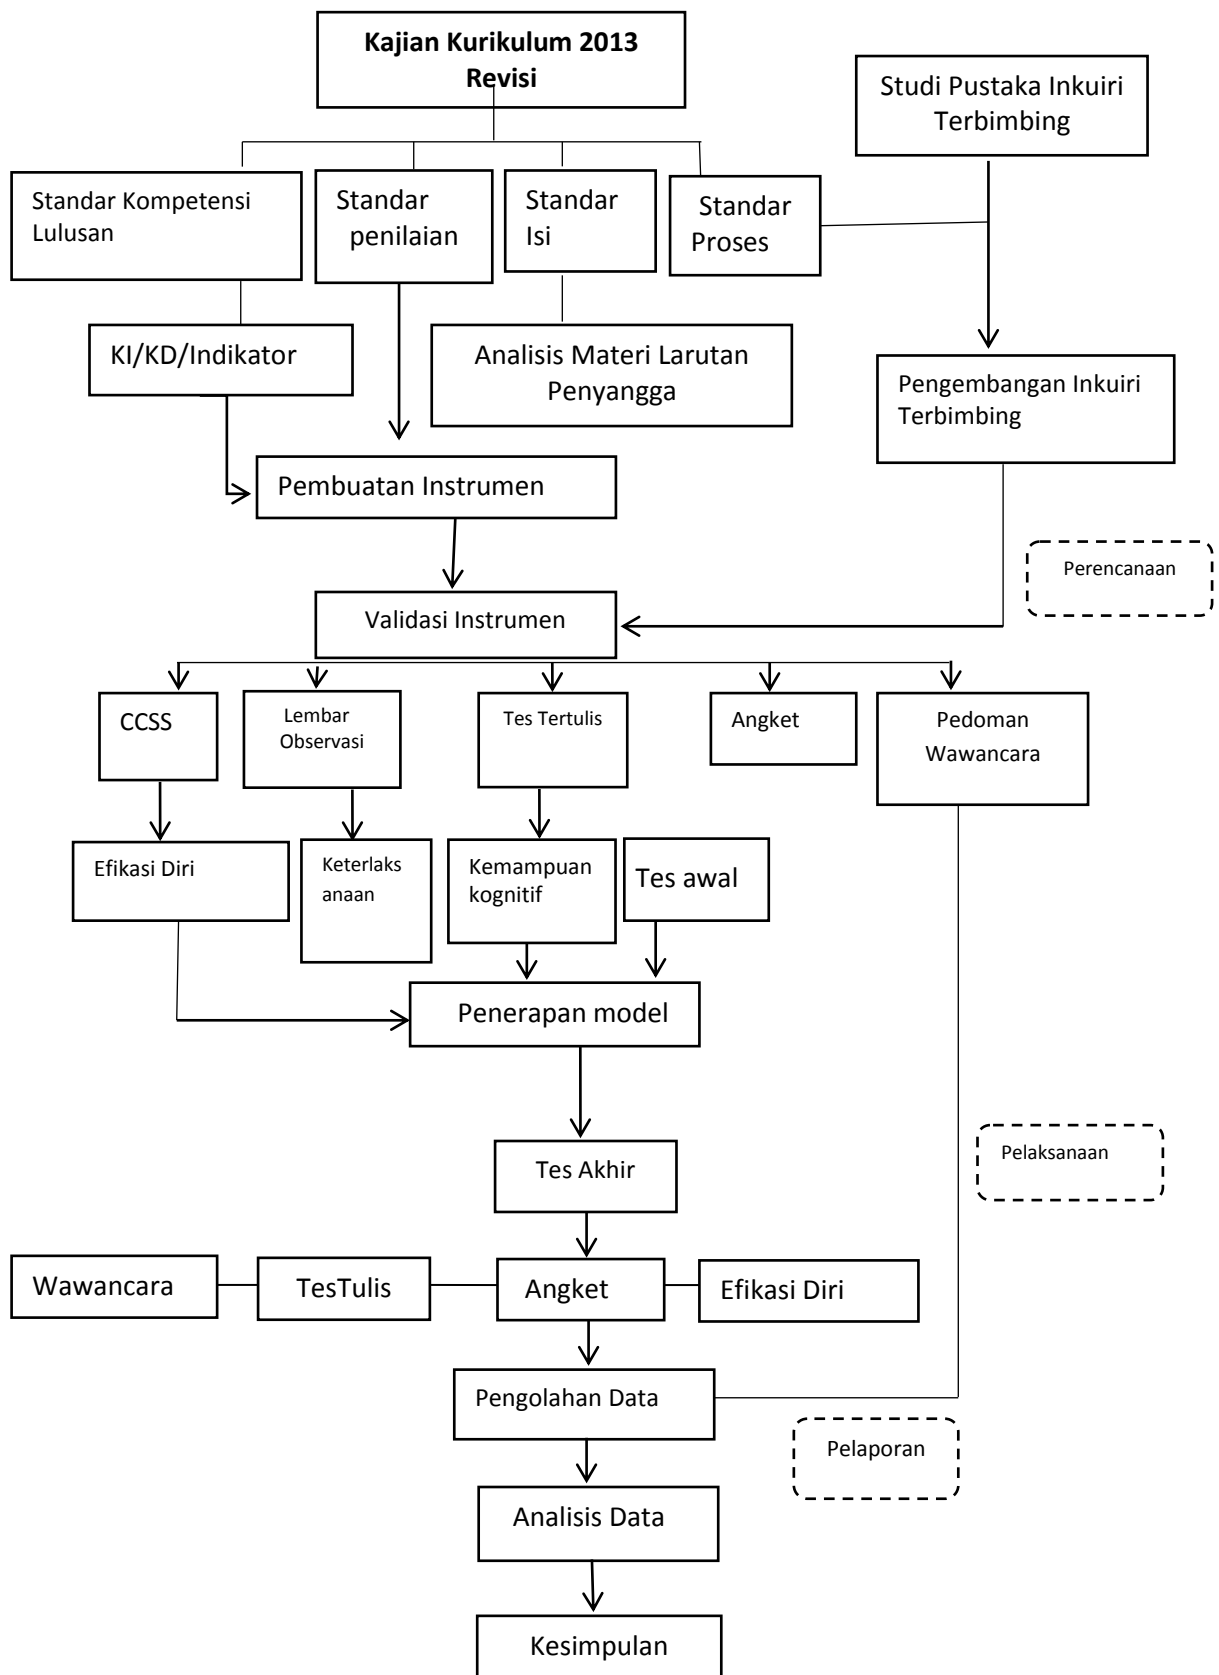 Kajian Kurikulum 2013
Revisi
Studi Pustaka Inkuiri
Terbimbing
Standar Kompetensi
Lulusan
Standar
penilaian
Standar
Isi
Standar
Proses
KI/KD/Indikator
Analisis Materi Larutan
Penyangga
Pengembangan Inkuiri
Terbimbing
Pembuatan Instrumen
Perencanaan
Validasi Instrumen
CCSS
Lembar
Observasi
Tes Tertulis
Angket
Pedoman
Wawancara
Efikasi Diri
Keterlaks
anaan
Kemampuan
kognitif
Tes awal
Penerapan model
Tes Akhir
Pelaksanaan
Wawancara
TesTulis
Angket
Efikasi Diri
Pengolahan Data
Pelaporan
Analisis Data
Kesimpulan